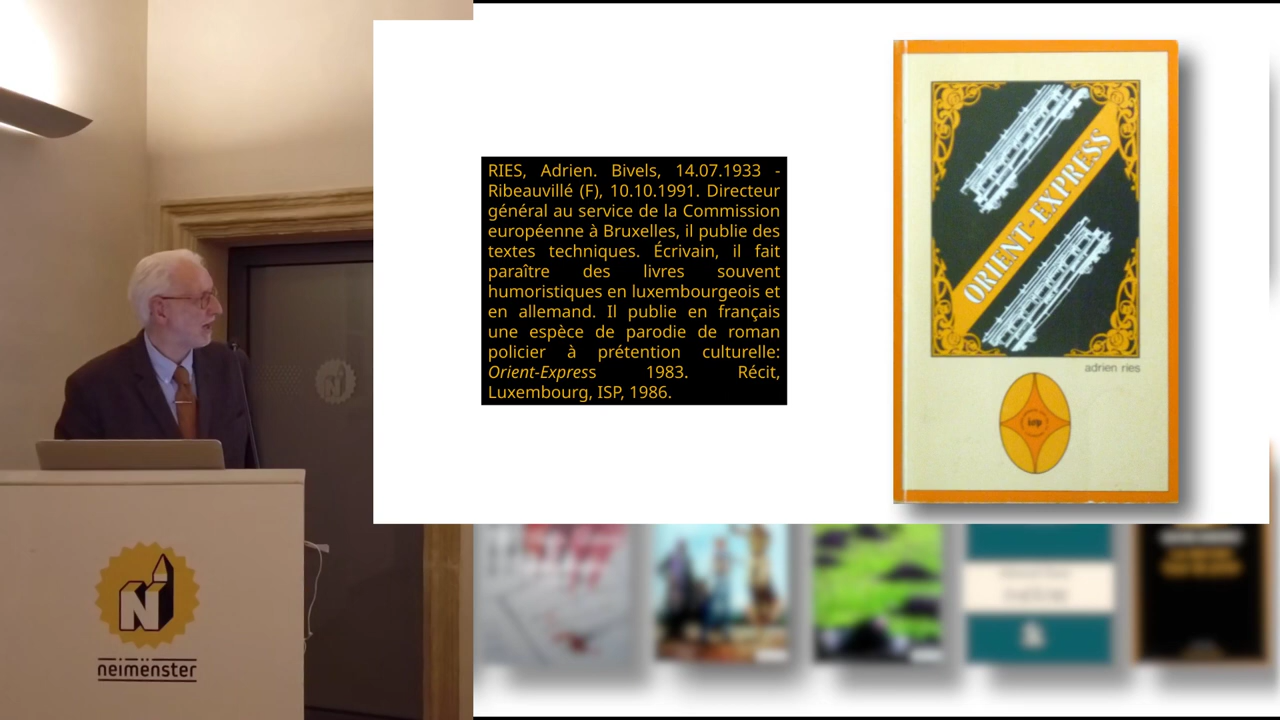 RIES, Adrien. Bivels, 14.07.1933 -
Ribeauvillé (F), 10.10.1991. Directeur
général au service de la Commission
européenne à Bruxelles, il publie des
textes techniques. Écrivain, il fait
paraître des livres souvent
humoristiques en luxembourgeois et
en allemand. Il publie en français
une espèce de parodie de roman
policier à prétention culturelle:
Orient-Express 1983. Récit,
Luxembourg, ISP, 1986.
ORIENT-EXPRESS
adrien ries
isp
N
N
neimënster